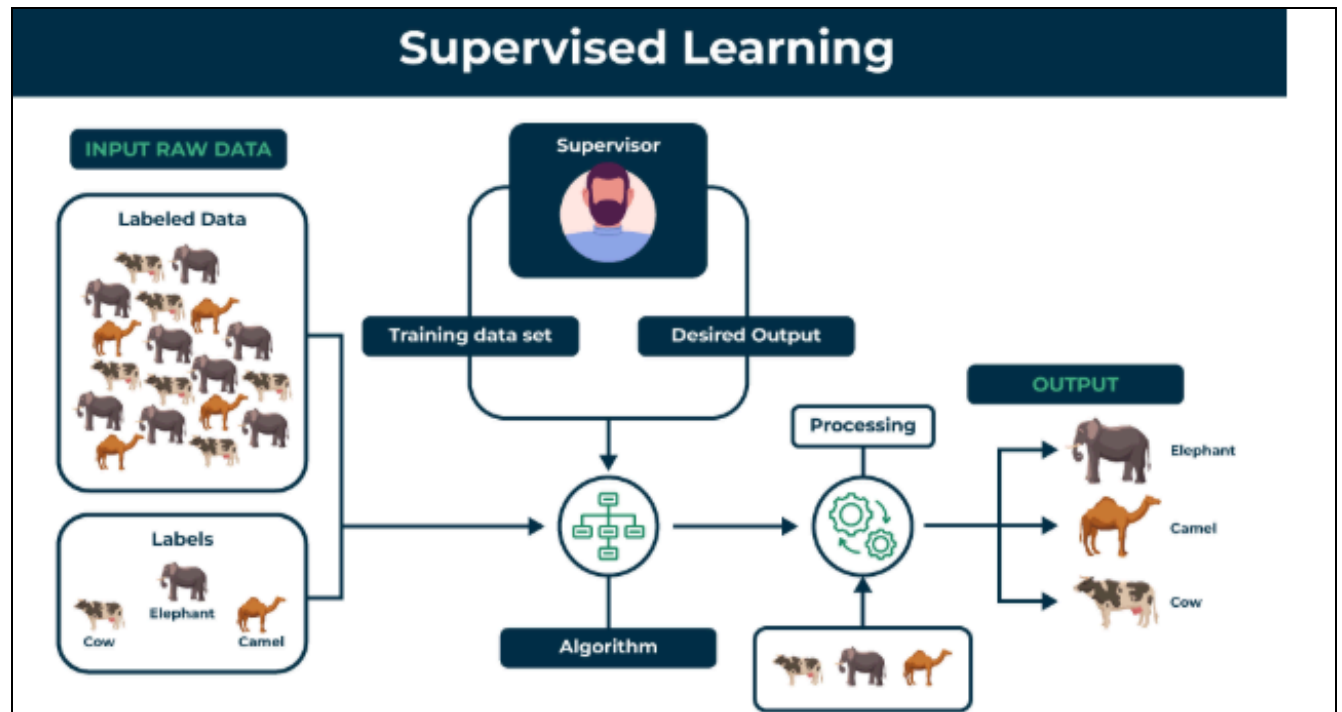 Supervised Learning
INPUT RAW DATA
Supervisor
Labeled Data
Training data set
Desired Output
OUTPUT
Processing
Elephant
Camel
Cow
Labels
Elephant
Cow
Camel
Algorithm